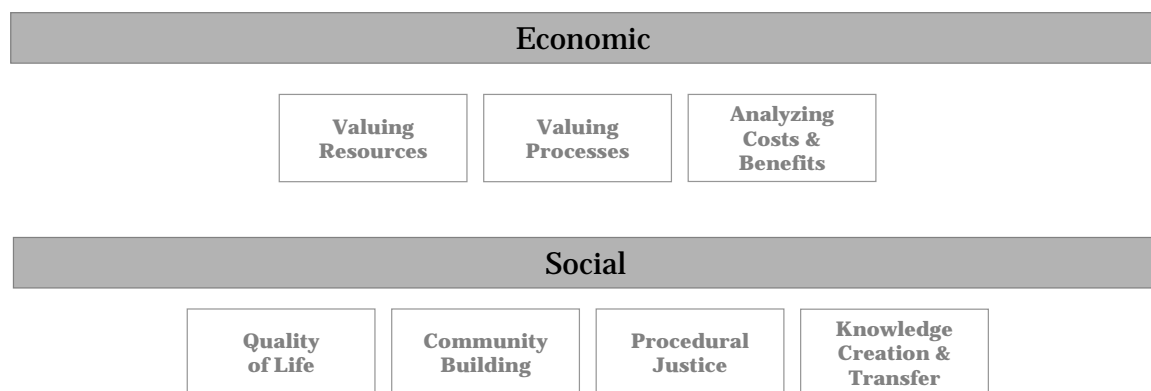 Economic
Valuing
Resources
Valuing
Processes
Analyzing
Costs &
Benefits
Social
Quality
of Life
Community
Building
Procedural
Justice
Knowledge
Creation &
Transfer